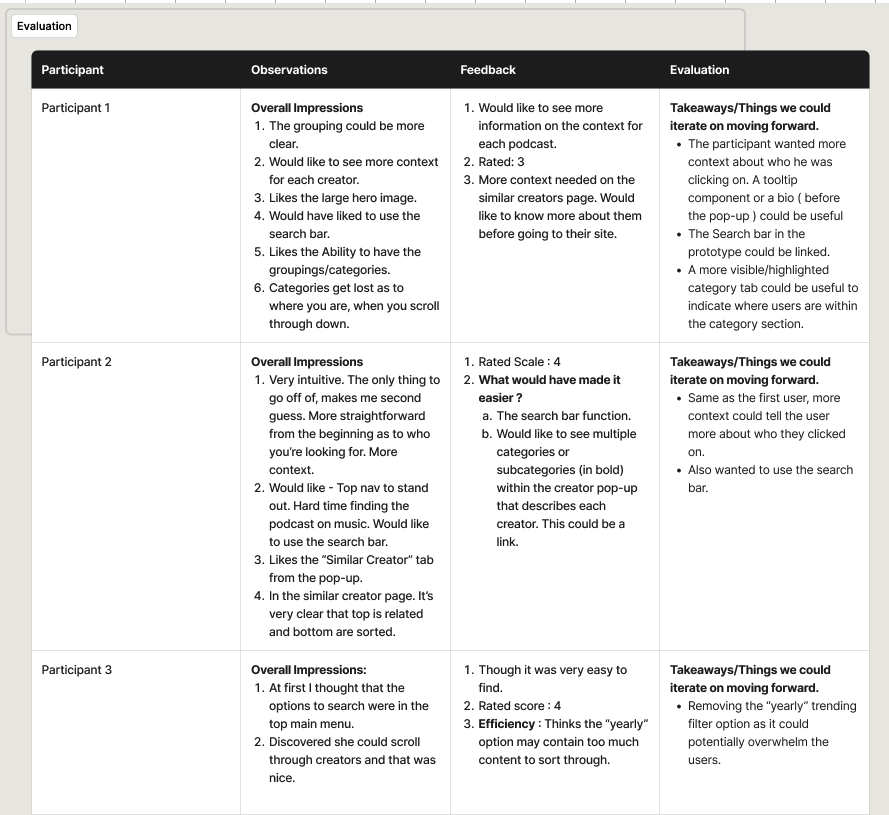 Evaluation
Participant
Observations
Feedback
Evaluation
Participant 1
Overall Impressions
1. The grouping could be more
clear.
2. Would like to see more context
for each creator.
3. Likes the large hero image.
4. Would have liked to use the
search bar.
5. Likes the Ability to have the
groupings/categories.
6. Categories get lost as to
where you are, when you scroll
through down.
1. Would like to see more
information on the context for
each podcast.
2. Rated: 3
3. More context needed on the
similar creators page. Would
like to know more about them
before going to their site.
Takeaways/Things we could
iterate on moving forward.
• The participant wanted more
context about who he was
clicking on. A tooltip
component or a bio ( before
the pop-up ) could be useful
• The Search bar in the
prototype could be linked.
• A more visible/highlighted
category tab could be useful to
indicate where users are within
the category section.
Participant 2
Overall Impressions
1. Very intuitive. The only thing to
go off of, makes me second
guess. More straightforward
from the beginning as to who
you're looking for. More
context.
2. Would like - Top nav to stand
out. Hard time finding the
podcast on music. Would like
to use the search bar.
3. Likes the “Similar Creator” tab
from the pop-up.
4. In the similar creator page. It's
very clear that top is related
and bottom are sorted.
1. Rated Scale : 4
2. What would have made it
easier ?
a. The search bar function.
b. Would like to see multiple
categories or
subcategories (in bold)
within the creator pop-up
that describes each
creator. This could be a
link.
Takeaways/Things we could
iterate on moving forward.
• Same as the first user, more
context could tell the user
more about who they clicked
on.
• Also wanted to use the search
bar.
Participant 3
Overall Impressions:
1. At first I thought that the
options to search were in the
top main menu.
2. Discovered she could scroll
through creators and that was
nice.
1. Though it was very easy to
find.
2. Rated score : 4
3. Efficiency : Thinks the “yearly”
option may contain too much
content to sort through.
Takeaways/Things we could
iterate on moving forward.
• Removing the “yearly” trending
filter option as it could
potentially overwhelm the
users.